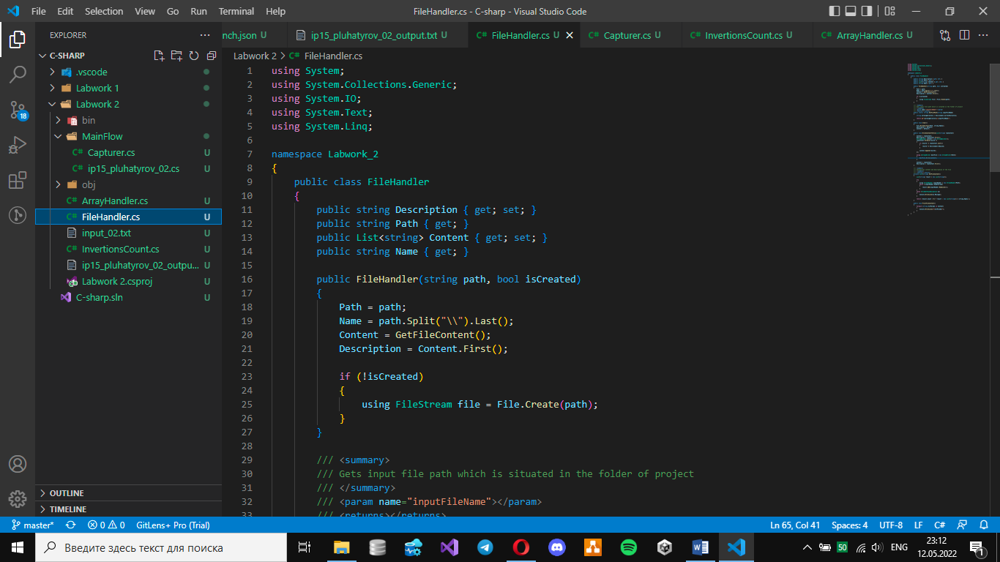 File Edit Selection View Go Run Terminal Help FileHandler.cs - C-sharp - Visual Studio Code
EXPLORER
nch.json U ip15_pluhatyrov_02_output.txt U C# FileHandler.cs U C# Capturer.cs U C# InvertionsCount.cs U C# ArrayHandler.cs U
C-SHARP
.vscode
Labwork 1
Labwork 2
bin
MainFlow
C# Capturer.cs U
C# ip15_pluhatyrov_02.cs U
obj
C# ArrayHandler.cs U
C# FileHandler.cs U
input_02.txt U
C# InvertionsCount.cs U
ip15_pluhatyrov_02_outpu... U
Labwork 2.csproj U
C-sharp.sln U
OUTLINE
TIMELINE
18
Labwork 2 > C# FileHandler.cs
1 using System;
2 using System.Collections.Generic;
3 using System.IO;
4 using System.Text;
5 using System.Linq;
6
7 namespace Labwork_2
8 {
9 public class FileHandler
10 {
11 public string Description { get; set; }
12 public string Path { get; }
13 public List<string> Content { get; set; }
14 public string Name { get; }
15
16 public FileHandler(string path, bool isCreated)
17 {
18 Path = path;
19 Name = path.Split("\\").Last();
20 Content = GetFileContent();
21 Description = Content.First();
22
23 if (!isCreated)
24 {
25 using FileStream file = File.Create(path);
26 }
27 }
28
29 /// <summary>
30 /// Gets input file path which is situated in the folder of project
31 /// </summary>
32 /// <param name="inputFileName"></param>
33 /// <returns></returns>
master* 0 0 GitLens+ Pro (Trial) Ln 65, Col 41 Spaces: 4 UTF-8 LF C#
Введите здесь текст для поиска
50 ENG 23:12
12.05.2022
1